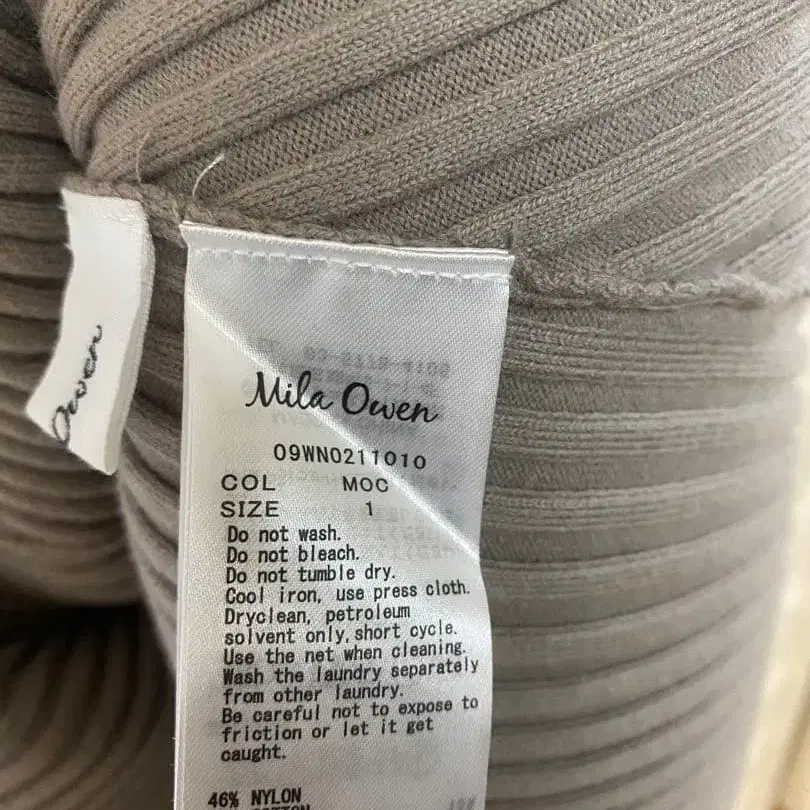 Owen
Mila Owen
09WN0211010
COL MOC
SIZE 1
Do not wash.
Do not bleach.
Do not tumble dry.
Cool iron, use press cloth.
Dryclean, petroleum
solvent only,short cycle.
Use the net when cleaning.
Wash the laundry separately
from other laundry.
Be careful not to expose to
friction or let it get
caught.
46% NYLON